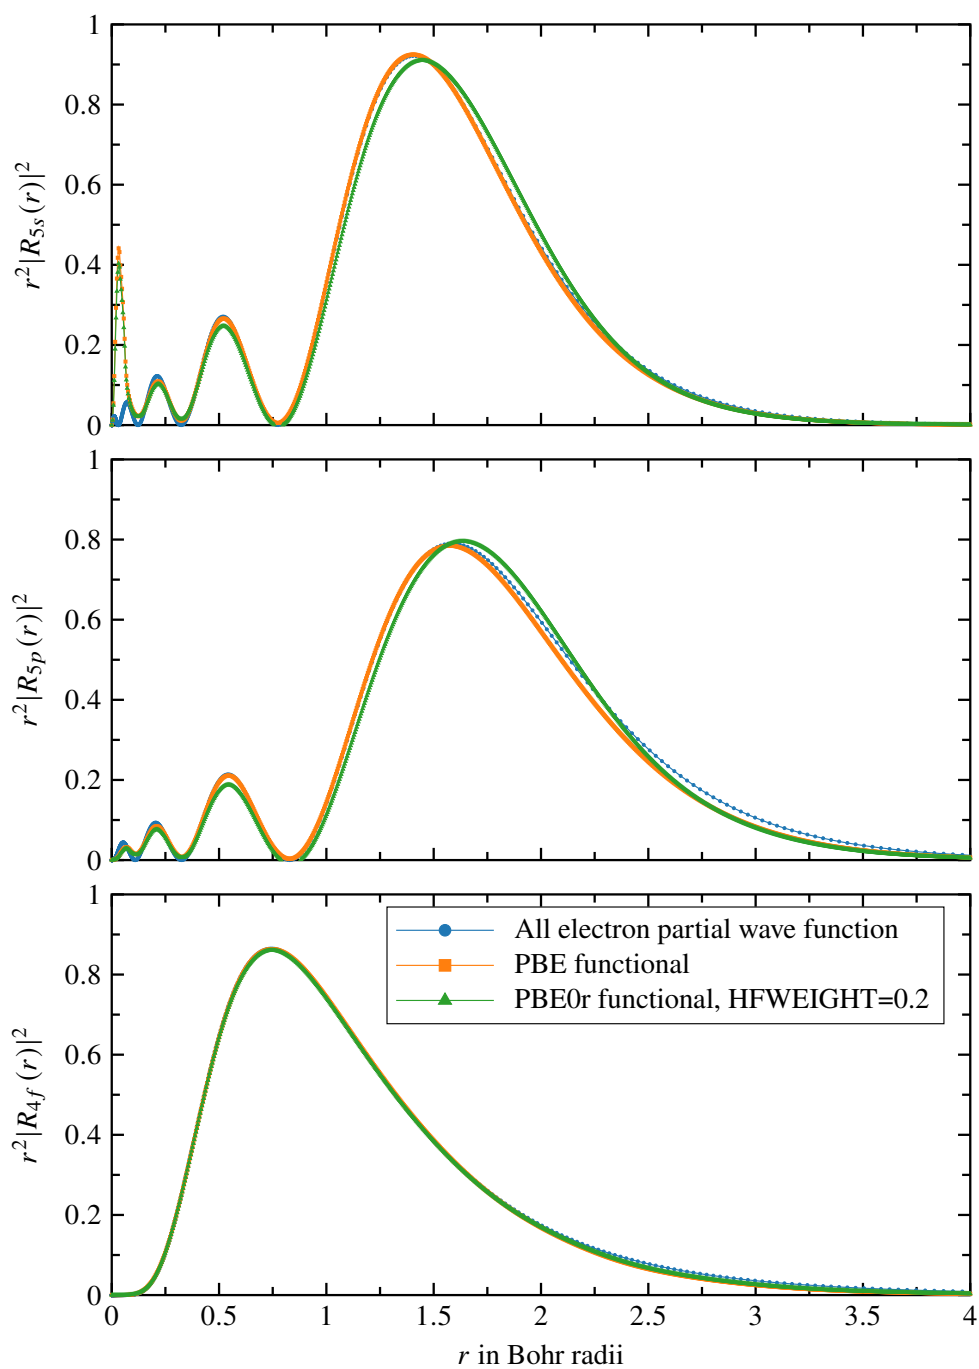 1
0.8
0.6
0.4
0.2
0
r²|R₅ₛ(r)|²
1
0.8
0.6
0.4
0.2
0
r²|R₅ₚ(r)|²
1
0.8
0.6
0.4
0.2
0
r²|R₄f(r)|²
All electron partial wave function
PBE functional
PBE0r functional, HFWEIGHT=0.2
0 0.5 1 1.5 2 2.5 3 3.5 4
r in Bohr radii